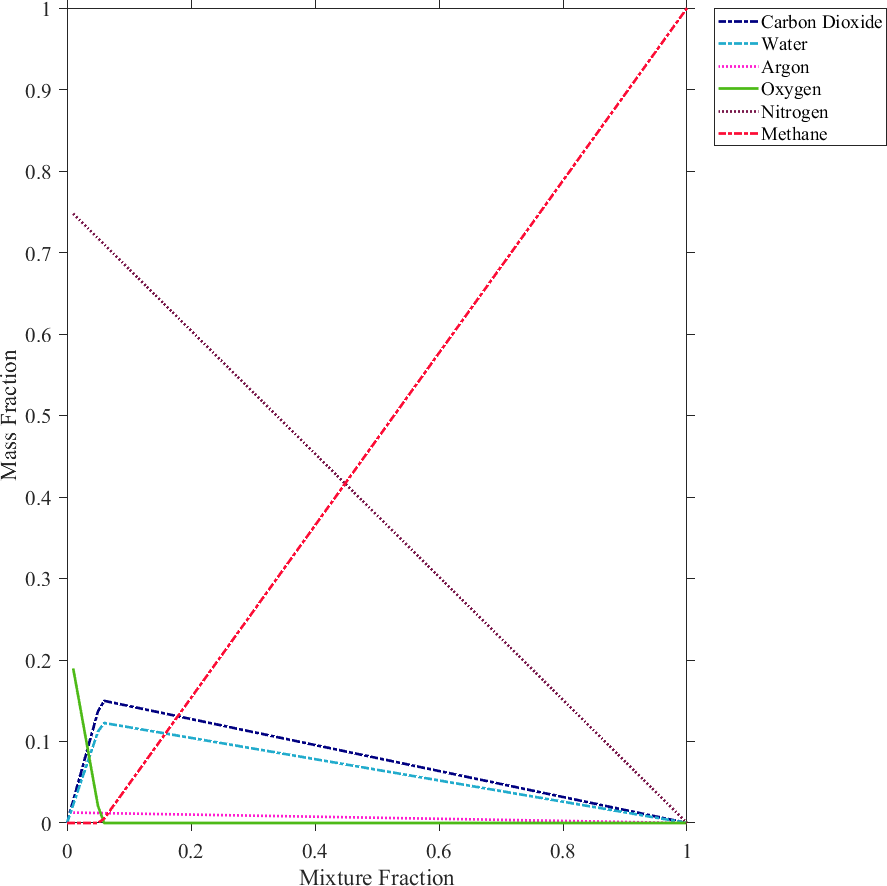 1
0.9
0.8
0.7
0.6
0.5
0.4
0.3
0.2
0.1
0
Mass Fraction
0 0.2 0.4 0.6 0.8 1
Mixture Fraction
Carbon Dioxide
Water
Argon
Oxygen
Nitrogen
Methane